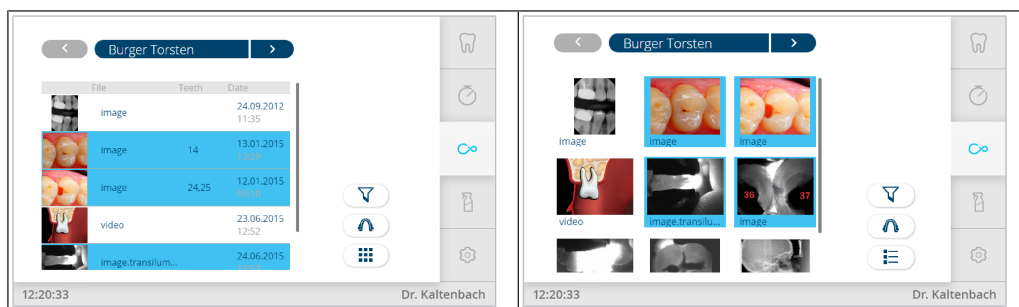 Burger Torsten
File Teeth Date
image 24.09.2012
11:35
image 14 13.01.2015
image 24,25 12.01.2015
video 23.06.2015
12:52
image.transilum... 24.06.2015
12:20:33 Dr. Kaltenbach
Burger Torsten
image image image
36 37
video image.transilu... image
12:20:33 Dr. Kaltenbach